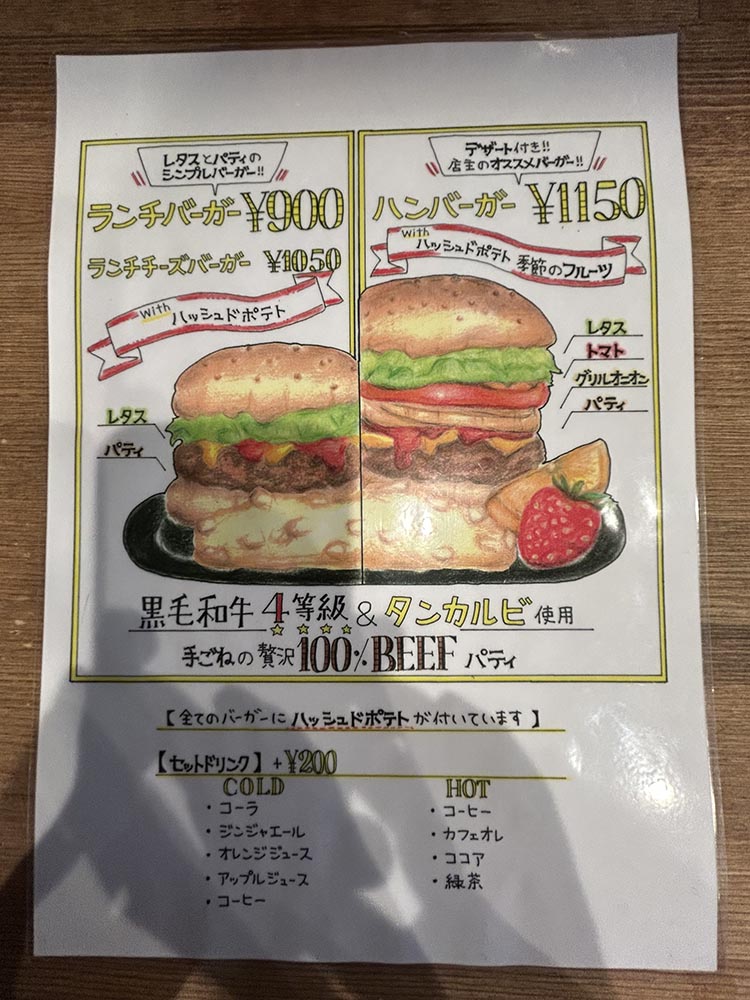 レタスとパティの
シンプルバーガー!!
ランチバーガー ¥900
ランチチーズバーガー ¥1050
with ハッシュドポテト
レタス
パティ
デザート付き!!
店主のオススメバーガー!!
ハンバーガー ¥1150
with ハッシュドポテト 季節のフルーツ
レタス
トマト
グリルオニオン
パティ
黒毛和牛4等級 & タンカルビ 使用
手ごねの贅沢 100% BEEF パティ
【全てのバーガーにハッシュドポテトが付いています】
【セットドリンク】+¥200
COLD
・コーラ
・ジンジャエール
・オレンジジュース
・アップルジュース
・コーヒー
HOT
・コーヒー
・カフェオレ
・ココア
・緑茶